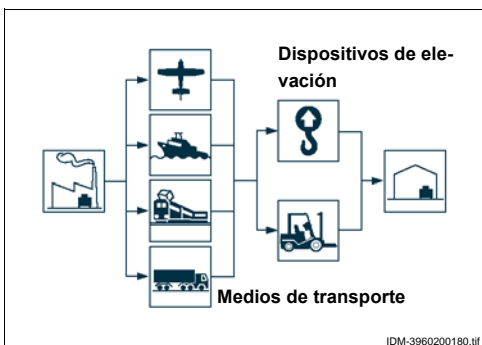 Dispositivos de ele-
vación
Medios de transporte
IDM-3960200180.tif